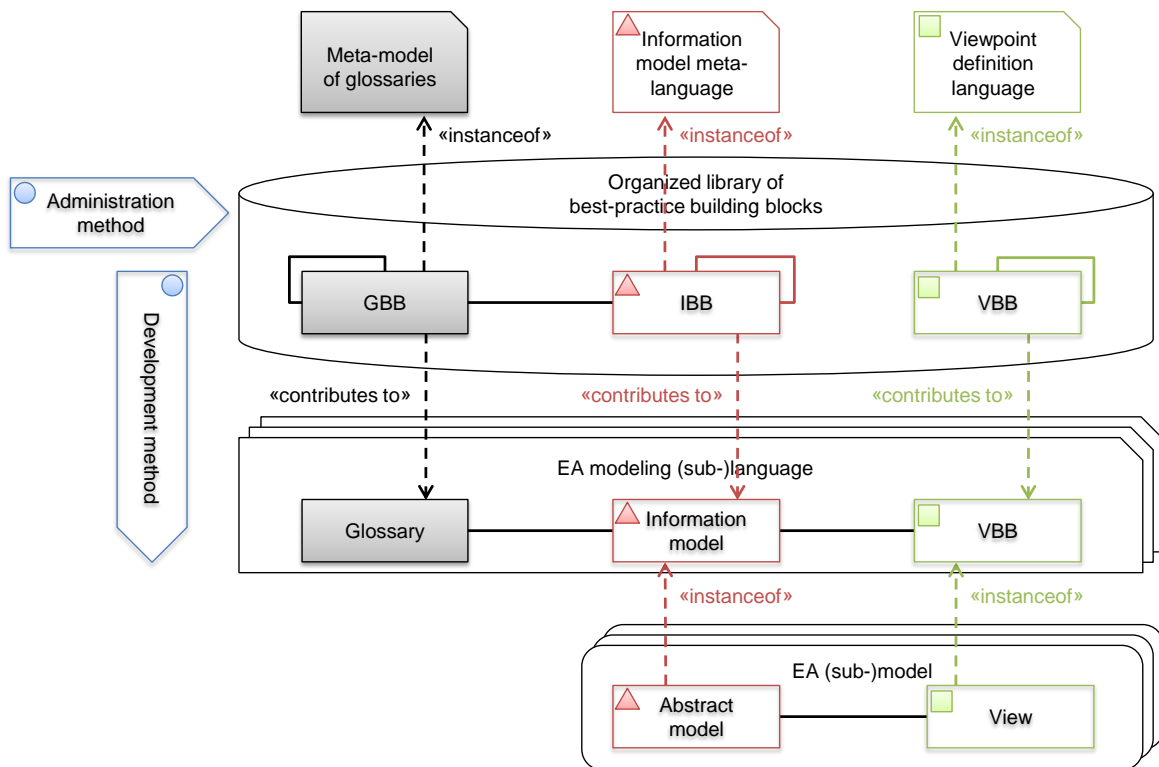 Meta-model
of glossaries
Information
model meta-
language
Viewpoint
definition
language
«instanceof»
«instanceof»
«instanceof»
Administration
method
Organized library of
best-practice building blocks
GBB
IBB
VBB
Development method
«contributes to»
«contributes to»
«contributes to»
EA modeling (sub-)language
Glossary
Information
model
VBB
«instanceof»
«instanceof»
EA (sub-)model
Abstract
model
View